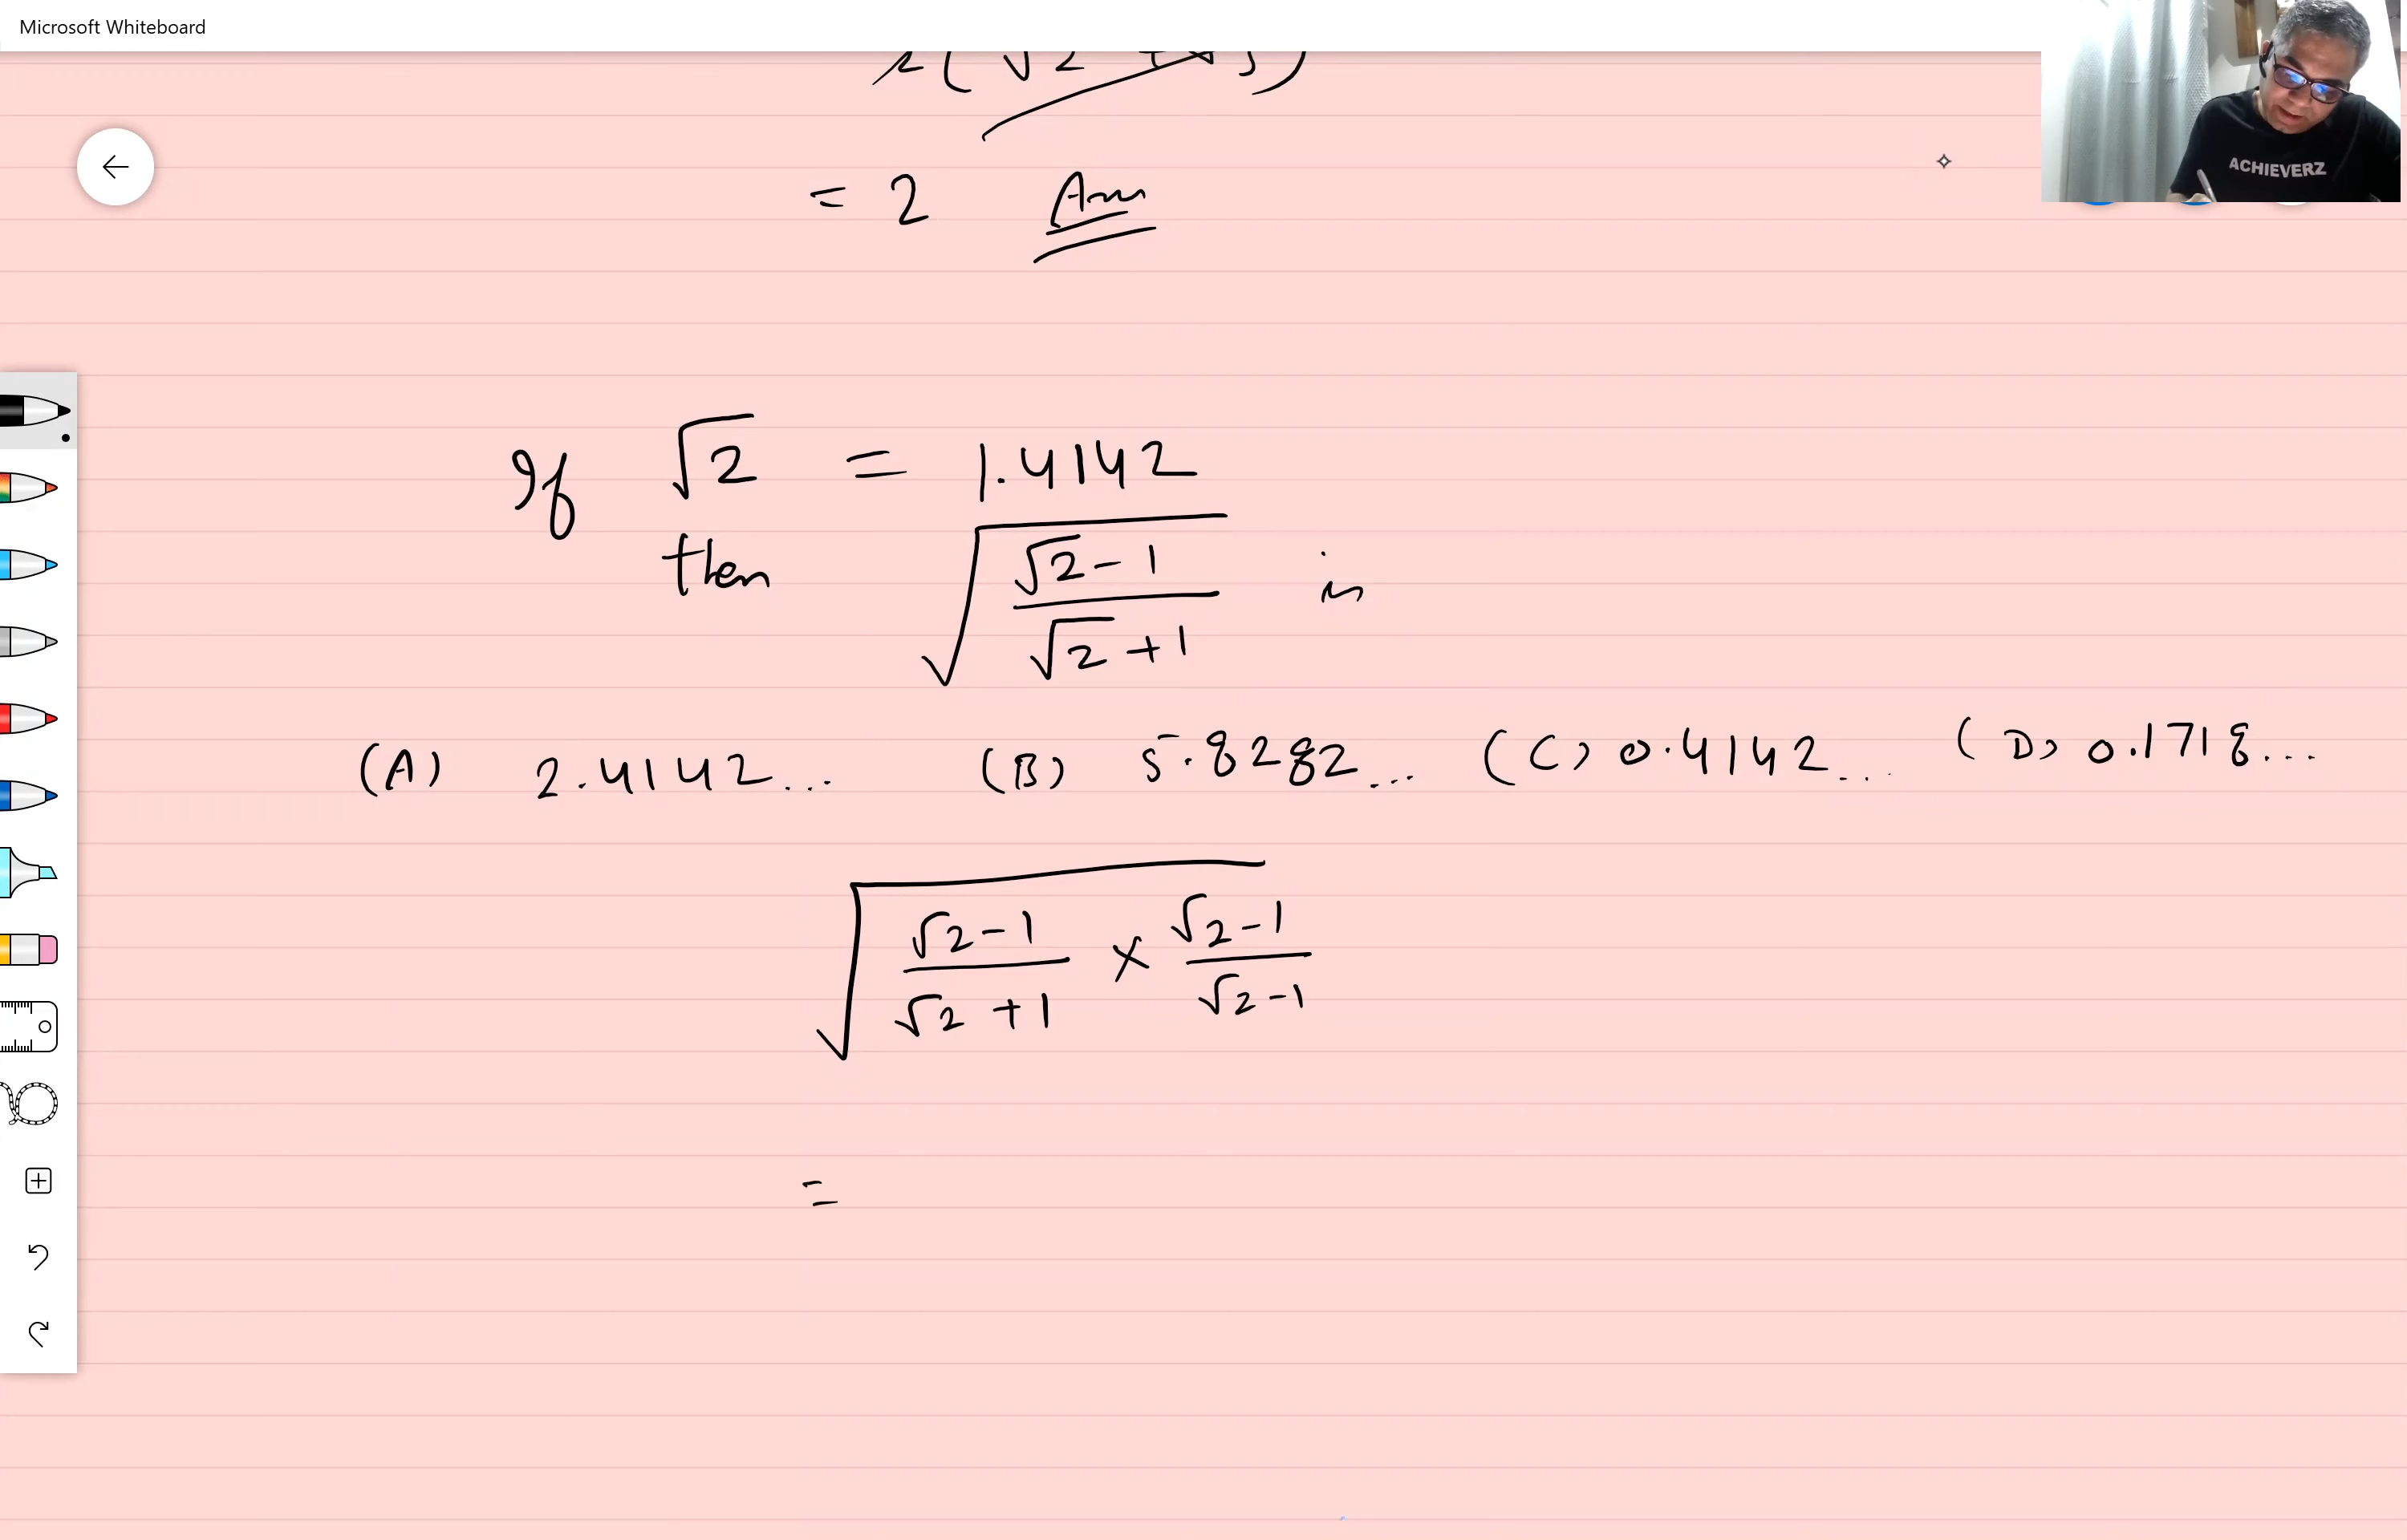 Microsoft Whiteboard
ACHIEVERZ
= 2 Ans
If √2 = 1.4142
then √((√2 - 1)/(√2 + 1)) is
(A) 2.4142... (B) 5.8282... (C) 0.4142... (D) 0.1718...
√((√2 - 1)/(√2 + 1) × (√2 - 1)/(√2 - 1))
=